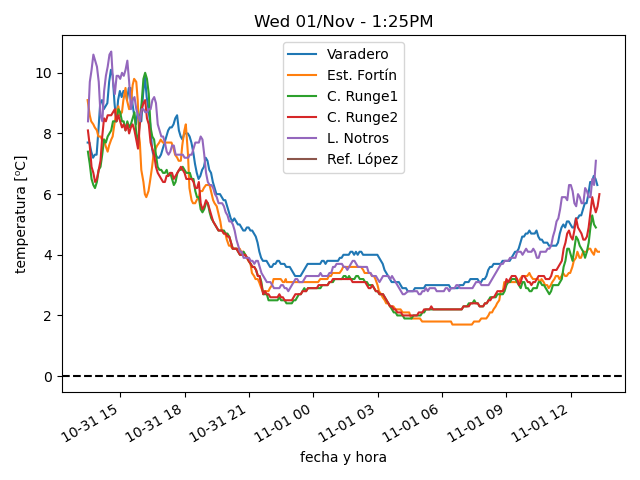 Wed 01/Nov - 1:25PM
temperatura [ºC]
10
8
6
4
2
0
Varadero
Est. Fortín
C. Runge1
C. Runge2
L. Notros
Ref. López
10-31 15
10-31 18
10-31 21
11-01 00
11-01 03
11-01 06
11-01 09
11-01 12
fecha y hora